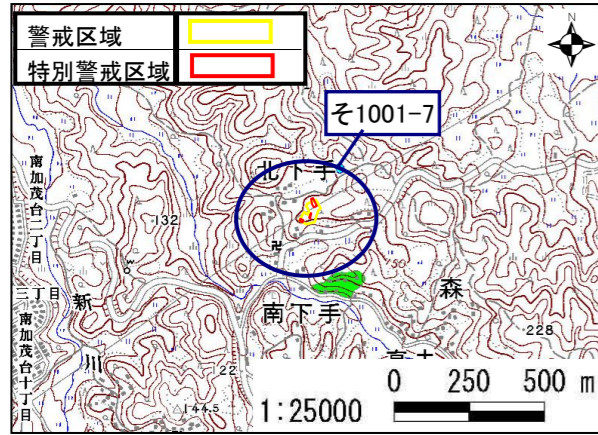 警戒区域
特別警戒区域
N
そ1001-7
北下手
南加茂台二丁目
132
150
三丁目
新
森
南加茂台十丁目
南下手
228
川
22
144.5
0 250 500 m
1:25000